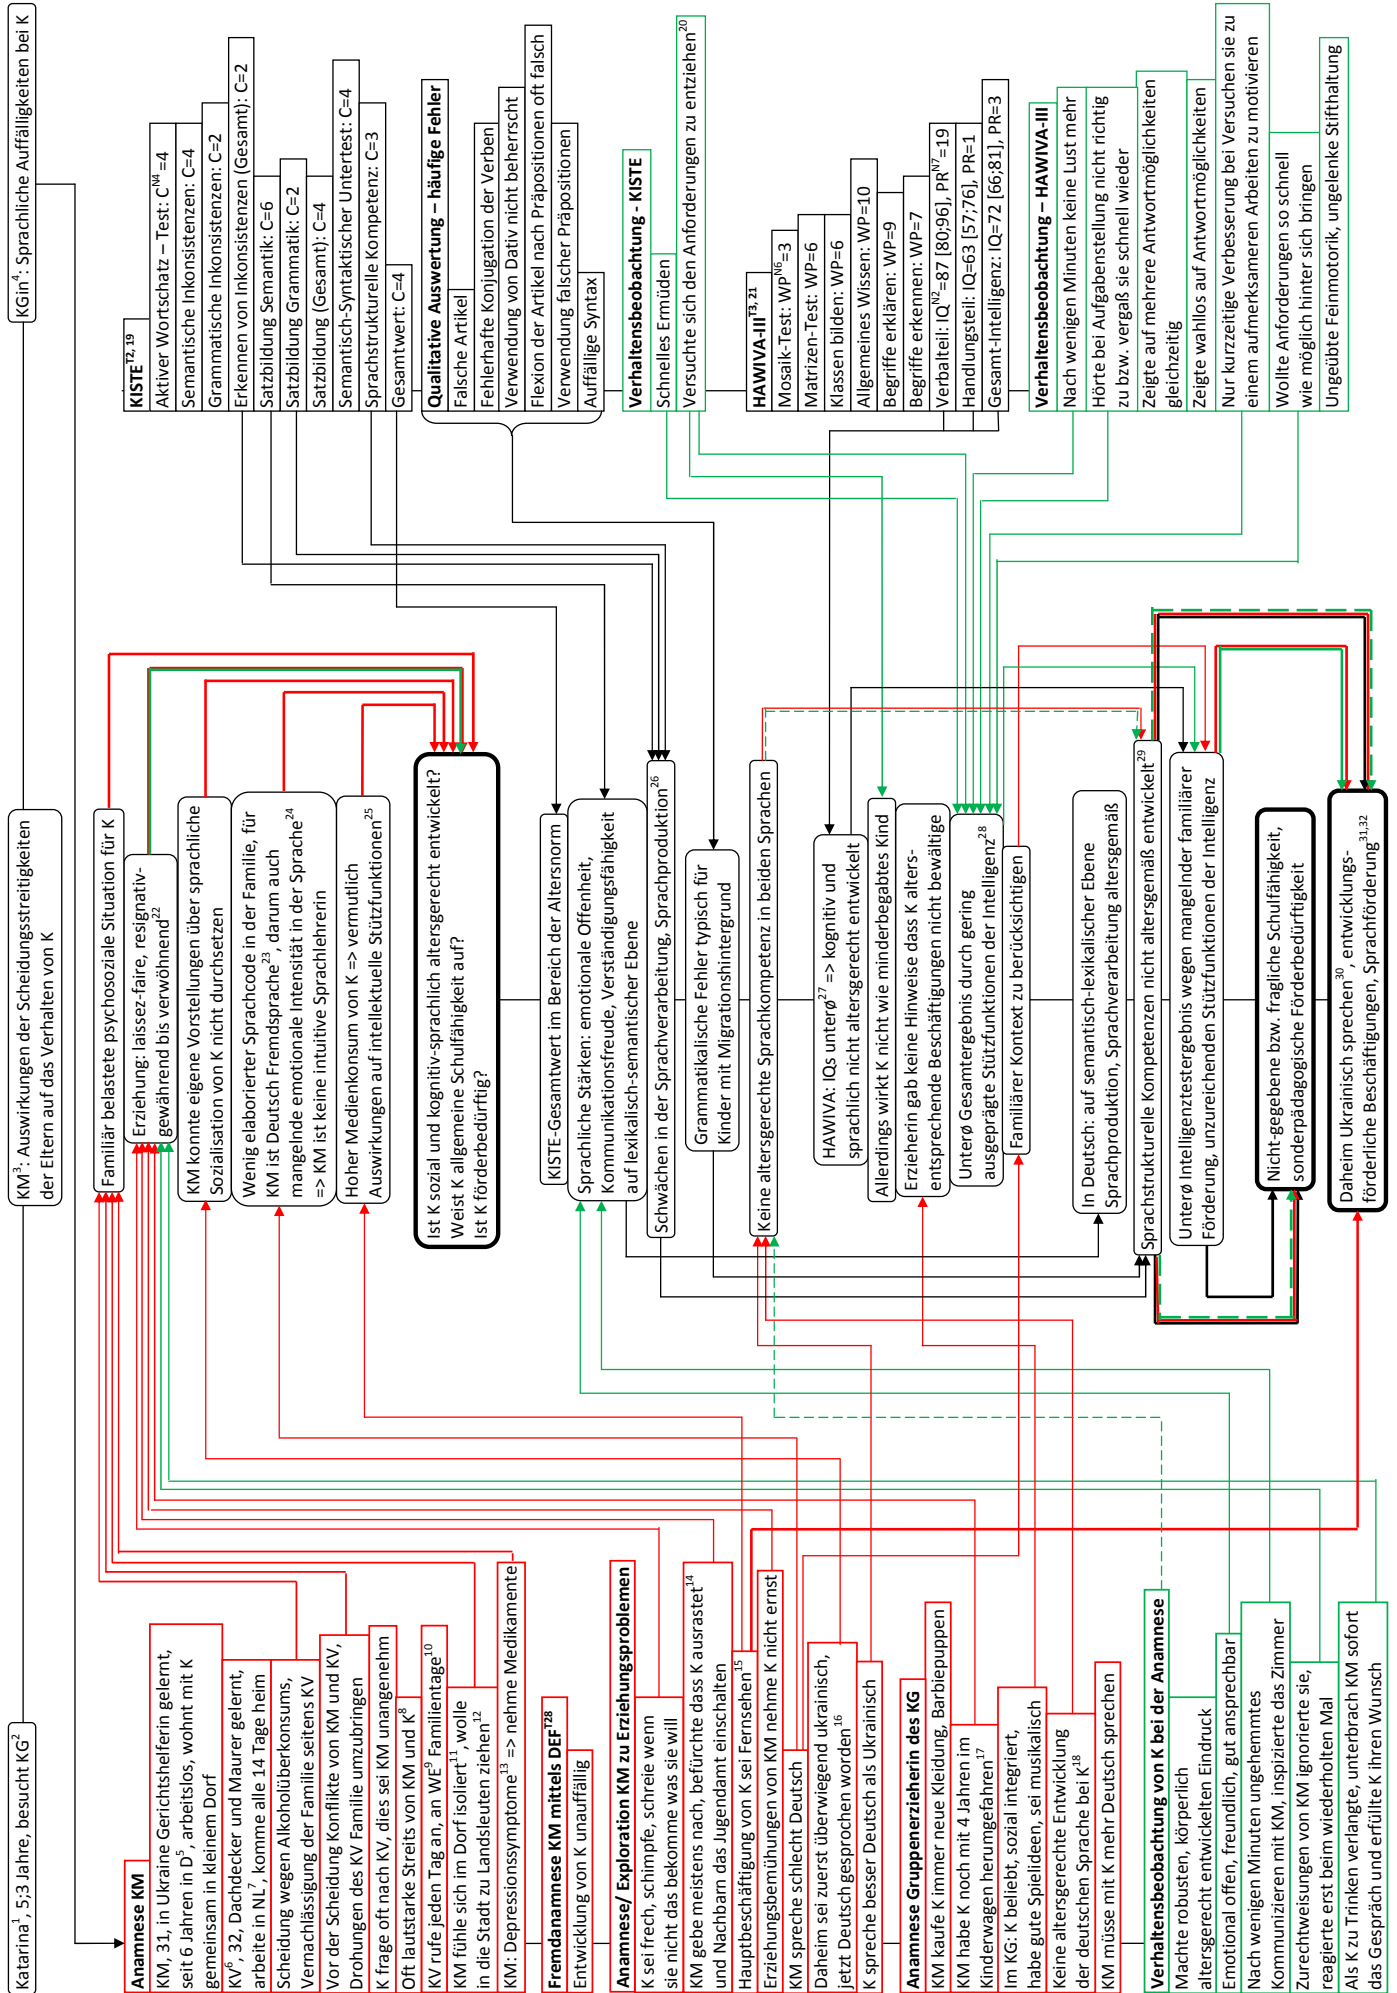 Katarina¹, 5;3 Jahre, besucht KG²
KM³: Auswirkungen der Scheidungsstreitigkeiten
der Eltern auf das Verhalten von K
KGin⁴: Sprachliche Auffälligkeiten bei K
Anamnese KM
KM, 31, in Ukraine Gerichtshelferin gelernt,
seit 6 Jahren in D⁵, arbeitslos, wohnt mit K
gemeinsam in kleinem Dorf
KV⁶, 32, Dachdecker und Maurer gelernt,
arbeite in NL⁷, komme alle 14 Tage heim
Scheidung wegen Alkoholüberkonsums,
Vernachlässigung der Familie seitens KV
Vor der Scheidung Konflikte von KM und KV,
Drohungen des KV Familie umzubringen
K frage oft nach KV, dies sei KM unangenehm
Oft lautstarke Streits von KM und K⁸
KV rufe jeden Tag an, an WE⁹ Familientage¹⁰
KM fühle sich im Dorf isoliert¹¹, wolle
in die Stadt zu Landsleuten ziehen¹²
KM: Depressionssymptome¹³ => nehme Medikamente
Fremdanamnese KM mittels DEF^T28
Entwicklung von K unauffällig
Anamnese/ Exploration KM zu Erziehungsproblemen
K sei frech, schimpfe, schreie wenn
sie nicht das bekomme was sie will
KM gebe meistens nach, befürchte dass K ausrastet¹⁴
und Nachbarn das Jugendamt einschalten
Hauptbeschäftigung von K sei Fernsehen¹⁵
Erziehungsbemühungen von KM nehme K nicht ernst
KM spreche schlecht Deutsch
Daheim sei zuerst überwiegend ukrainisch,
jetzt Deutsch gesprochen worden¹⁶
K spreche besser Deutsch als Ukrainisch
Anamnese Gruppenerzieherin des KG
KM kaufe K immer neue Kleidung, Barbiepuppen
KM habe K noch mit 4 Jahren im
Kinderwagen herumgefahren¹⁷
Im KG: K beliebt, sozial integriert,
habe gute Spielideen, sei musikalisch
Keine altersgerechte Entwicklung
der deutschen Sprache bei K¹⁸
KM müsse mit K mehr Deutsch sprechen
Verhaltensbeobachtung von K bei der Anamnese
Machte robusten, körperlich
altersgerecht entwickelten Eindruck
Emotional offen, freundlich, gut ansprechbar
Nach wenigen Minuten ungehemmtes
Kommunizieren mit KM, inspizierte das Zimmer
Zurechtweisungen von KM ignorierte sie,
reagierte erst beim wiederholten Mal
Als K zu Trinken verlangte, unterbrach KM sofort
das Gespräch und erfüllte K ihren Wunsch
Familiär belastete psychosoziale Situation für K
Erziehung: laissez-faire, resignativ-
gewährend bis verwöhnend²²
KM konnte eigene Vorstellungen über sprachliche
Sozialisation von K nicht durchsetzen
Wenig elaborierter Sprachcode in der Familie, für
KM ist Deutsch Fremdsprache²³, darum auch
mangelnde emotionale Intensität in der Sprache²⁴
=> KM ist keine intuitive Sprachlehrerin
Hoher Medienkonsum von K => vermutlich
Auswirkungen auf intellektuelle Stützfunktionen²⁵
Ist K sozial und kognitiv-sprachlich altersgerecht entwickelt?
Weist K allgemeine Schulfähigkeit auf?
Ist K förderbedürftig?
KISTE-Gesamtwert im Bereich der Altersnorm
Sprachliche Stärken: emotionale Offenheit,
Kommunikationsfreude, Verständigungsfähigkeit
auf lexikalisch-semantischer Ebene
Schwächen in der Sprachverarbeitung, Sprachproduktion²⁶
Grammatikalische Fehler typisch für
Kinder mit Migrationshintergrund
Keine altersgerechte Sprachkompetenz in beiden Sprachen
HAWIVA: IQs unterø²⁷ => kognitiv und
sprachlich nicht altersgerecht entwickelt
Allerdings wirkt K nicht wie minderbegabtes Kind
Erzieherin gab keine Hinweise dass K alters-
entsprechende Beschäftigungen nicht bewältige
Unterø Gesamtergebnis durch gering
ausgeprägte Stützfunktionen der Intelligenz²⁸
Familiärer Kontext zu berücksichtigen
In Deutsch: auf semantisch-lexikalischer Ebene
Sprachproduktion, Sprachverarbeitung altersgemäß
Sprachstrukturelle Kompetenzen nicht altersgemäß entwickelt²⁹
Unterø Intelligenztestergebnis wegen mangelnder familiärer
Förderung, unzureichenden Stützfunktionen der Intelligenz
Nicht-gegebene bzw. fragliche Schulfähigkeit,
sonderpädagogische Förderbedürftigkeit
Daheim Ukrainisch sprechen³⁰, entwicklungs-
förderliche Beschäftigungen, Sprachförderung³¹,³²
KISTE^T2, 19
Aktiver Wortschatz – Test: C^N4=4
Semantische Inkonsistenzen: C=4
Grammatische Inkonsistenzen: C=2
Erkennen von Inkonsistenzen (Gesamt): C=2
Satzbildung Semantik: C=6
Satzbildung Grammatik: C=2
Satzbildung (Gesamt): C=4
Semantisch-Syntaktischer Untertest: C=4
Sprachstrukturelle Kompetenz: C=3
Gesamtwert: C=4
Qualitative Auswertung – häufige Fehler
Falsche Artikel
Fehlerhafte Konjugation der Verben
Verwendung von Dativ nicht beherrscht
Flexion der Artikel nach Präpositionen oft falsch
Verwendung falscher Präpositionen
Auffällige Syntax
Verhaltensbeobachtung - KISTE
Schnelles Ermüden
Versuchte sich den Anforderungen zu entziehen²⁰
HAWIVA-III^T3, 21
Mosaik-Test: WP^N6=3
Matrizen-Test: WP=6
Klassen bilden: WP=6
Allgemeines Wissen: WP=10
Begriffe erklären: WP=9
Begriffe erkennen: WP=7
Verbalteil: IQ^N2=87 [80;96], PR^N7=19
Handlungsteil: IQ=63 [57;76], PR=1
Gesamt-Intelligenz: IQ=72 [66;81], PR=3
Verhaltensbeobachtung – HAWIVA-III
Nach wenigen Minuten keine Lust mehr
Hörte bei Aufgabenstellung nicht richtig
zu bzw. vergaß sie schnell wieder
Zeigte auf mehrere Antwortmöglichkeiten
gleichzeitig
Zeigte wahllos auf Antwortmöglichkeiten
Nur kurzzeitige Verbesserung bei Versuchen sie zu
einem aufmerksameren Arbeiten zu motivieren
Wollte Anforderungen so schnell
wie möglich hinter sich bringen
Ungeübte Feinmotorik, ungelenke Stifthaltung